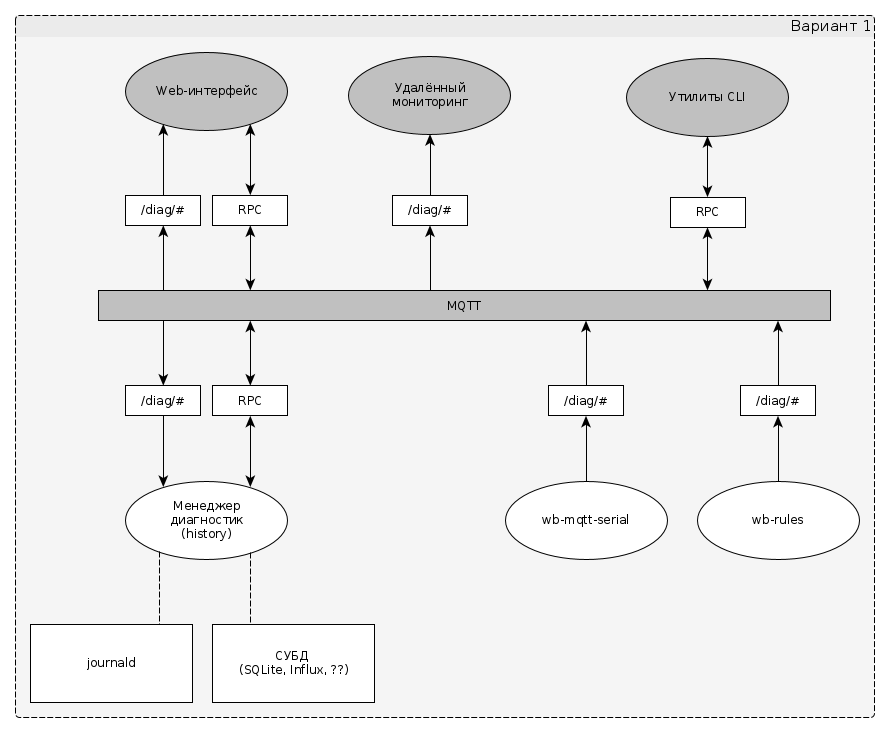 Вариант 1
Web-интерфейс
Удалённый
мониторинг
Утилиты CLI
/diag/#
RPC
/diag/#
RPC
MQTT
/diag/#
RPC
/diag/#
/diag/#
Менеджер
диагностик
(history)
wb-mqtt-serial
wb-rules
journald
СУБД
(SQLite, Influx, ??)